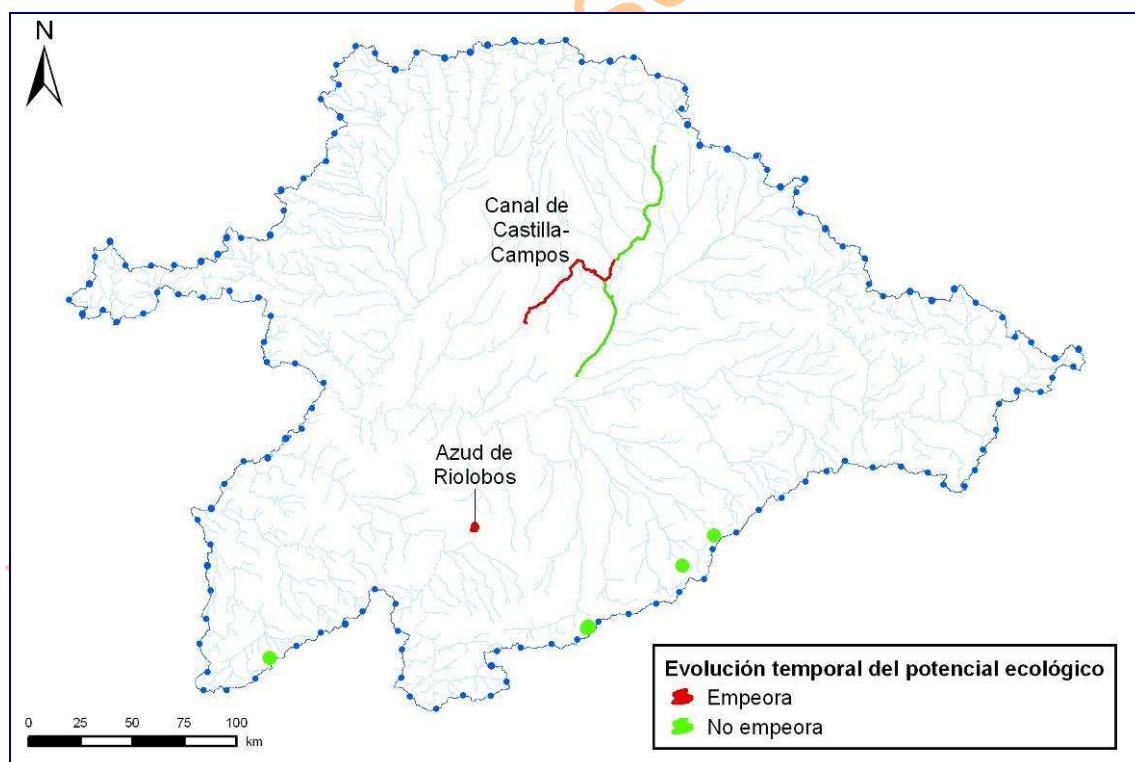 N
Canal de
Castilla-
Campos
Azud de
Riolobos
Evolución temporal del potencial ecológico
Empeora
No empeora
0 25 50 75 100
km